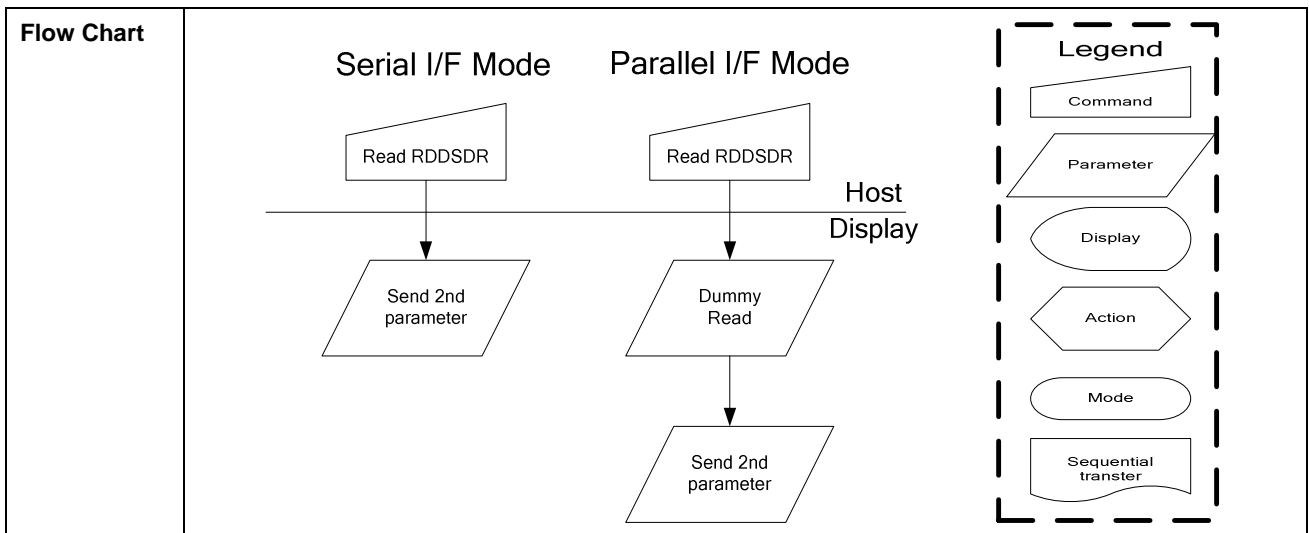 Flow Chart
Serial I/F Mode
Parallel I/F Mode
Read RDDSDR
Read RDDSDR
Host
Display
Send 2nd
parameter
Dummy
Read
Send 2nd
parameter
Legend
Command
Parameter
Display
Action
Mode
Sequential
transter